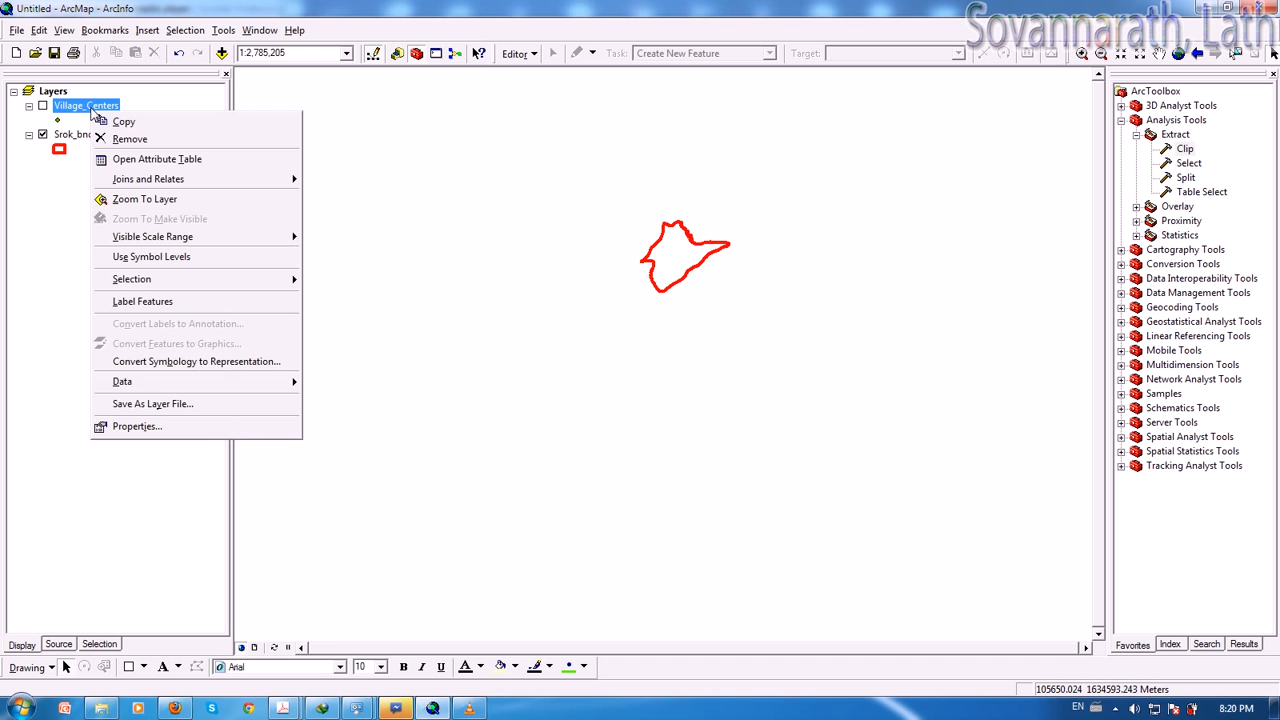 Untitled - ArcMap - ArcInfo
Sovannarath, Lath
File Edit View Bookmarks Insert Selection Tools Window Help
1:2,785,205
Editor
Task: Create New Feature
Target:
Layers
Village_Centers
Srok_bn
Copy
Remove
Open Attribute Table
Joins and Relates
Zoom To Layer
Zoom To Make Visible
Visible Scale Range
Use Symbol Levels
Selection
Label Features
Convert Labels to Annotation...
Convert Features to Graphics...
Convert Symbology to Representation...
Data
Save As Layer File...
Properties...
ArcToolbox
3D Analyst Tools
Analysis Tools
Extract
Clip
Select
Split
Table Select
Overlay
Proximity
Statistics
Cartography Tools
Conversion Tools
Data Interoperability Tools
Data Management Tools
Geocoding Tools
Geostatistical Analyst Tools
Linear Referencing Tools
Mobile Tools
Multidimension Tools
Network Analyst Tools
Samples
Schematics Tools
Server Tools
Spatial Analyst Tools
Spatial Statistics Tools
Tracking Analyst Tools
Display Source Selection
Favorites Index Search Results
Drawing
A
Arial
10
B I U A
105650.024 1634593.243 Meters
EN
8:20 PM